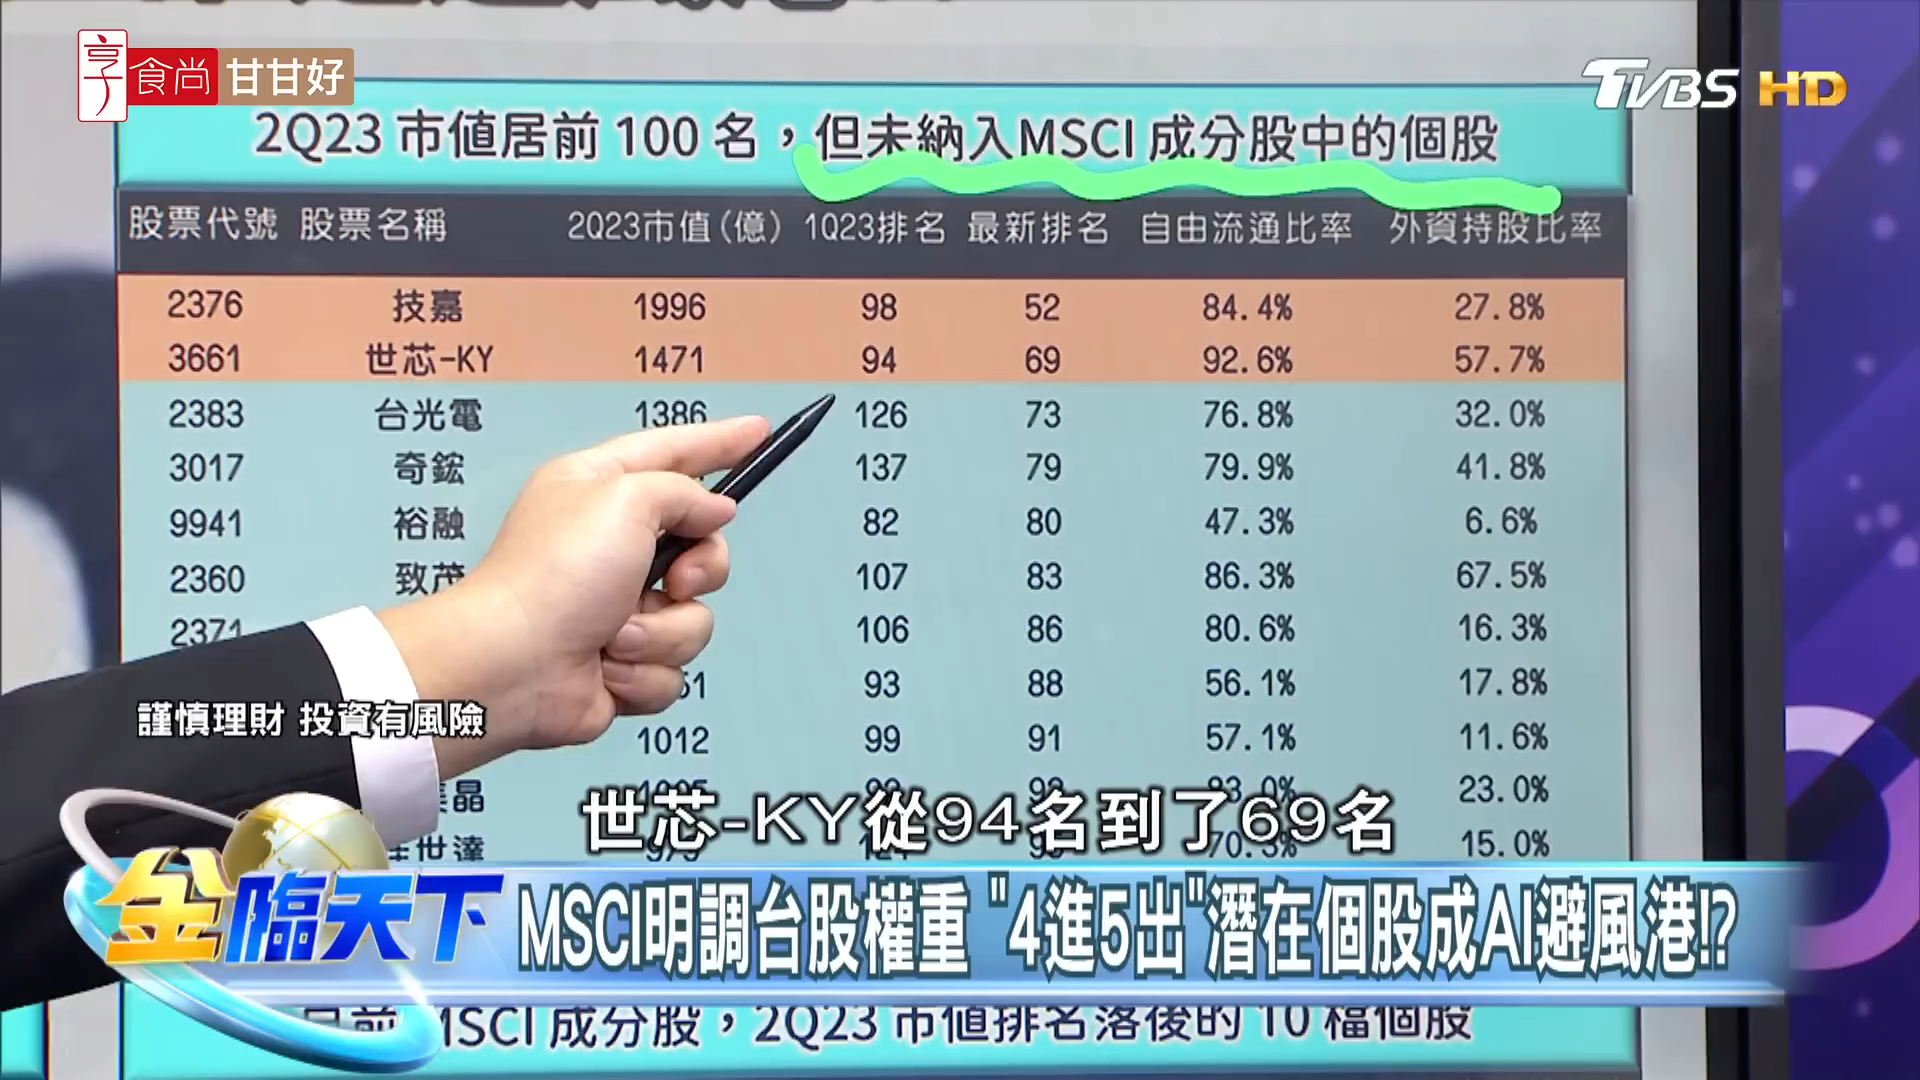 享 食尚 甘甘好
TVBS HD
2Q23 市值居前 100 名，但未納入MSCI 成分股中的個股
股票代號 股票名稱 2Q23市值(億) 1Q23排名 最新排名 自由流通比率 外資持股比率
2376 技嘉 1996 98 52 84.4% 27.8%
3661 世芯-KY 1471 94 69 92.6% 57.7%
2383 台光電 1386 126 73 76.8% 32.0%
3017 奇鋐 137 79 79.9% 41.8%
9941 裕融 82 80 47.3% 6.6%
2360 致茂 107 83 86.3% 67.5%
2371 106 86 80.6% 16.3%
93 88 56.1% 17.8%
謹慎理財 投資有風險
1012 99 91 57.1% 11.6%
晶 23.0%
世達 70.3% 15.0%
世芯-KY從94名到了69名
金臨天下
MSCI明調台股權重 "4進5出"潛在個股成AI避風港!?
目前 MSCI 成分股，2Q23 市值排名落後的 10 檔個股